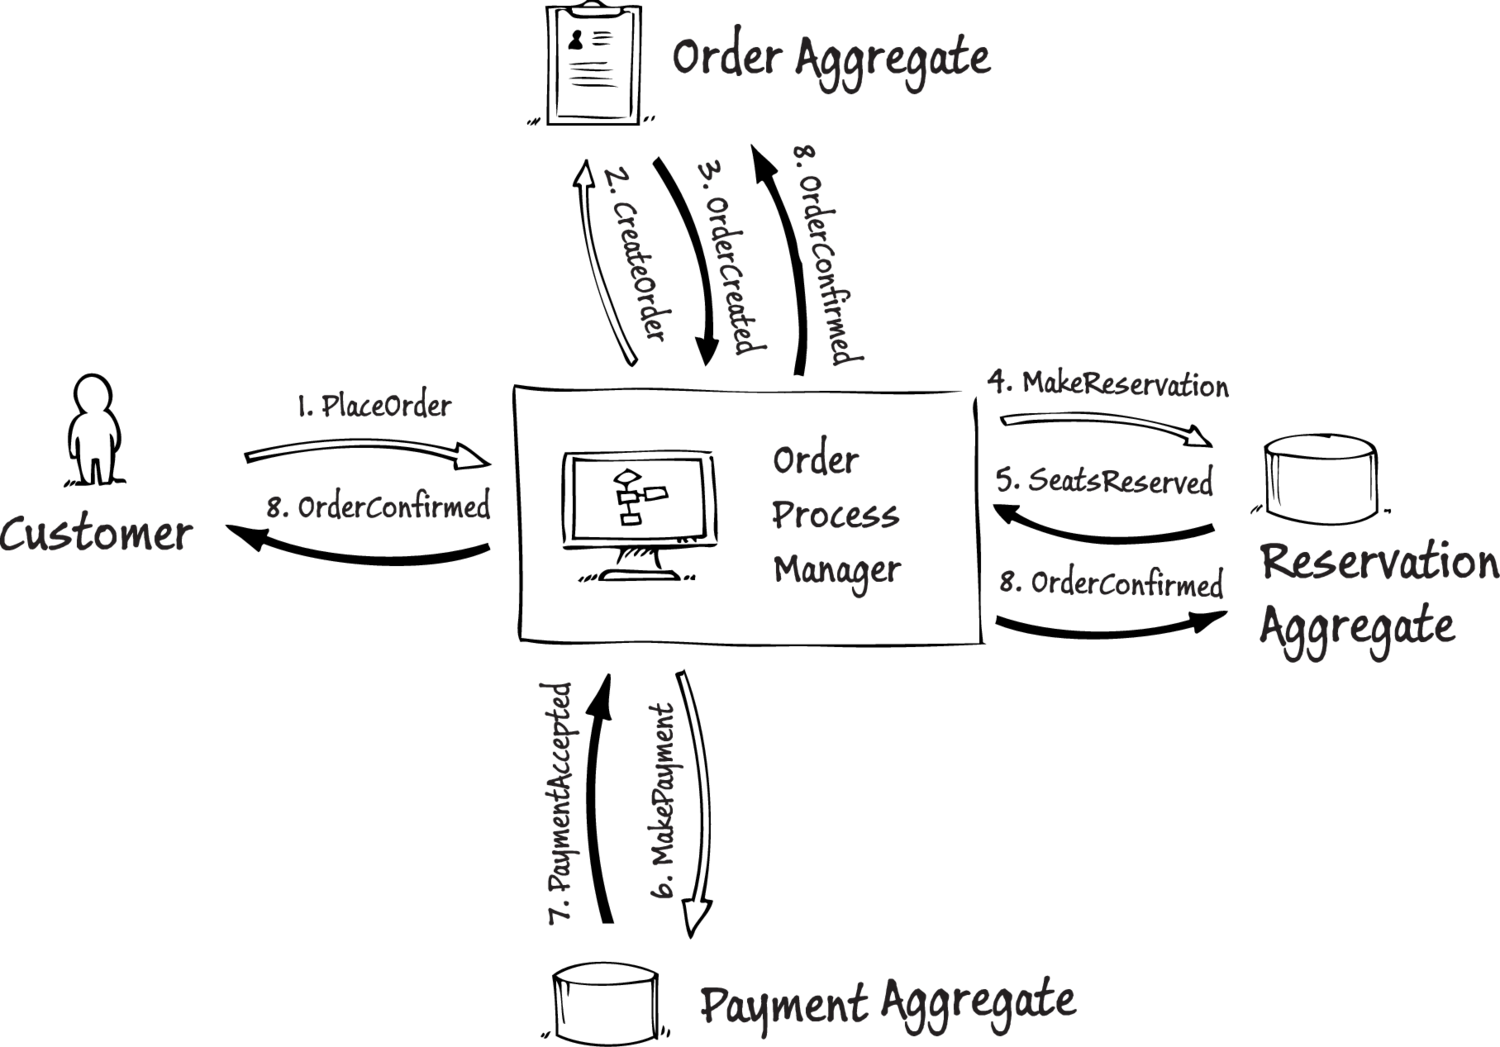 Order Aggregate
2. CreateOrder
3. OrderCreated
8. OrderConfirmed
1. PlaceOrder
8. OrderConfirmed
Customer
Order
Process
Manager
4. MakeReservation
5. SeatsReserved
8. OrderConfirmed
Reservation
Aggregate
7. PaymentAccepted
6. MakePayment
Payment Aggregate